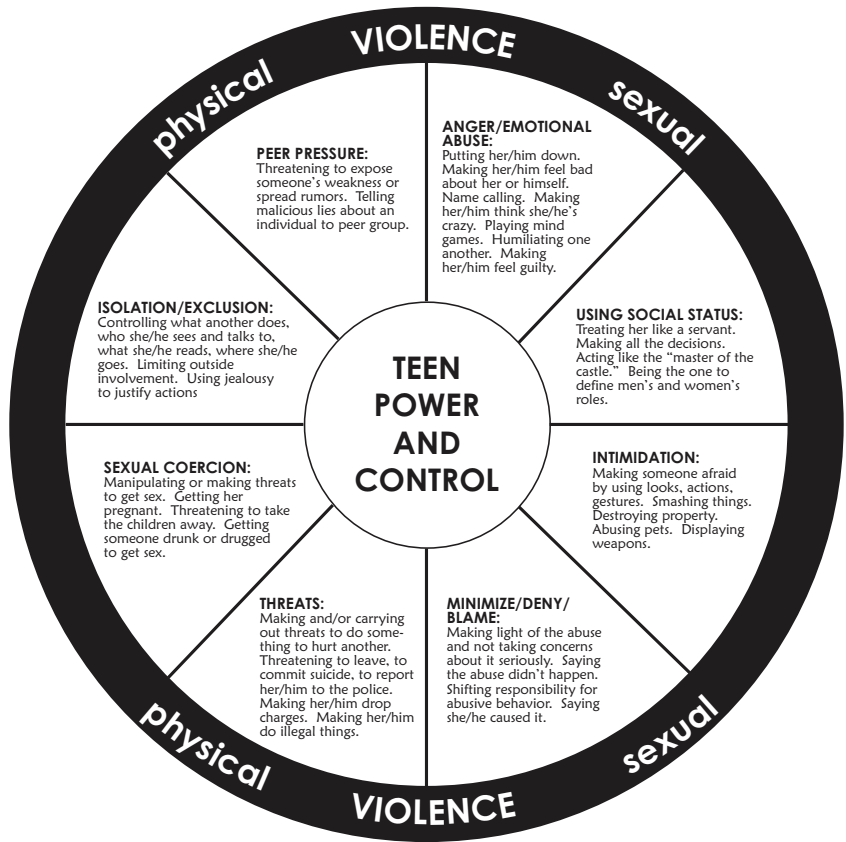 physical VIOLENCE sexual
PEER PRESSURE:
Threatening to expose
someone's weakness or
spread rumors.  Telling
malicious lies about an
individual to peer group.
ANGER/EMOTIONAL
ABUSE:
Putting her/him down.
Making her/him feel bad
about her or himself.
Name calling.  Making
her/him think she/he's
crazy.  Playing mind
games.  Humiliating one
another.  Making
her/him feel guilty.
ISOLATION/EXCLUSION:
Controlling what another does,
who she/he sees and talks to,
what she/he reads, where she/he
goes.  Limiting outside
involvement.  Using jealousy
to justify actions
USING SOCIAL STATUS:
Treating her like a servant.
Making all the decisions.
Acting like the “master of the
castle.”  Being the one to
define men's and women's
roles.
TEEN
POWER
AND
CONTROL
SEXUAL COERCION:
Manipulating or making threats
to get sex.  Getting her
pregnant.  Threatening to take
the children away.  Getting
someone drunk or drugged
to get sex.
INTIMIDATION:
Making someone afraid
by using looks, actions,
gestures.  Smashing things.
Destroying property.
Abusing pets.  Displaying
weapons.
THREATS:
Making and/or carrying
out threats to do some-
thing to hurt another.
Threatening to leave, to
commit suicide, to report
her/him to the police.
Making her/him drop
charges.  Making her/him
do illegal things.
MINIMIZE/DENY/
BLAME:
Making light of the abuse
and not taking concerns
about it seriously.  Saying
the abuse didn't happen.
Shifting responsibility for
abusive behavior.  Saying
she/he caused it.
physical VIOLENCE sexual